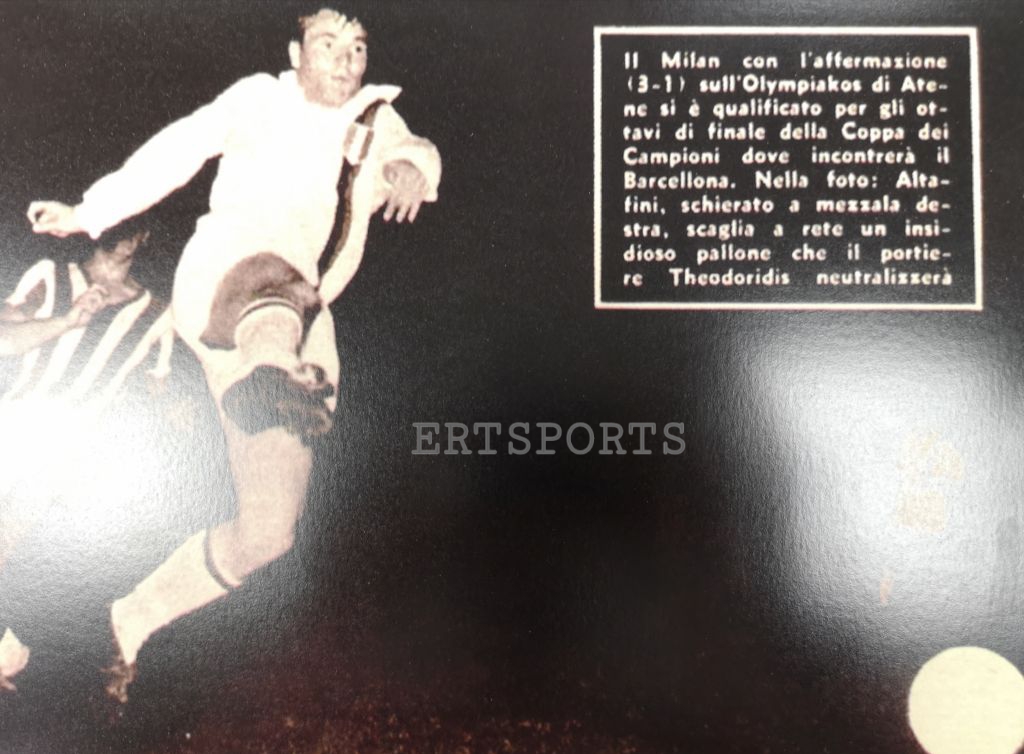 Il Milan con l'affermazione
(3-1) sull'Olympiakos di Ate-
ne si è qualificato per gli ot-
tavi di finale della Coppa dei
Campioni dove incontrerà il
Barcellona. Nella foto: Alta-
fini, schierato a mezzala de-
stra, scaglia a rete un insi-
dioso pallone che il portie-
re Theodoridis neutralizzerà
ERTSPORTS